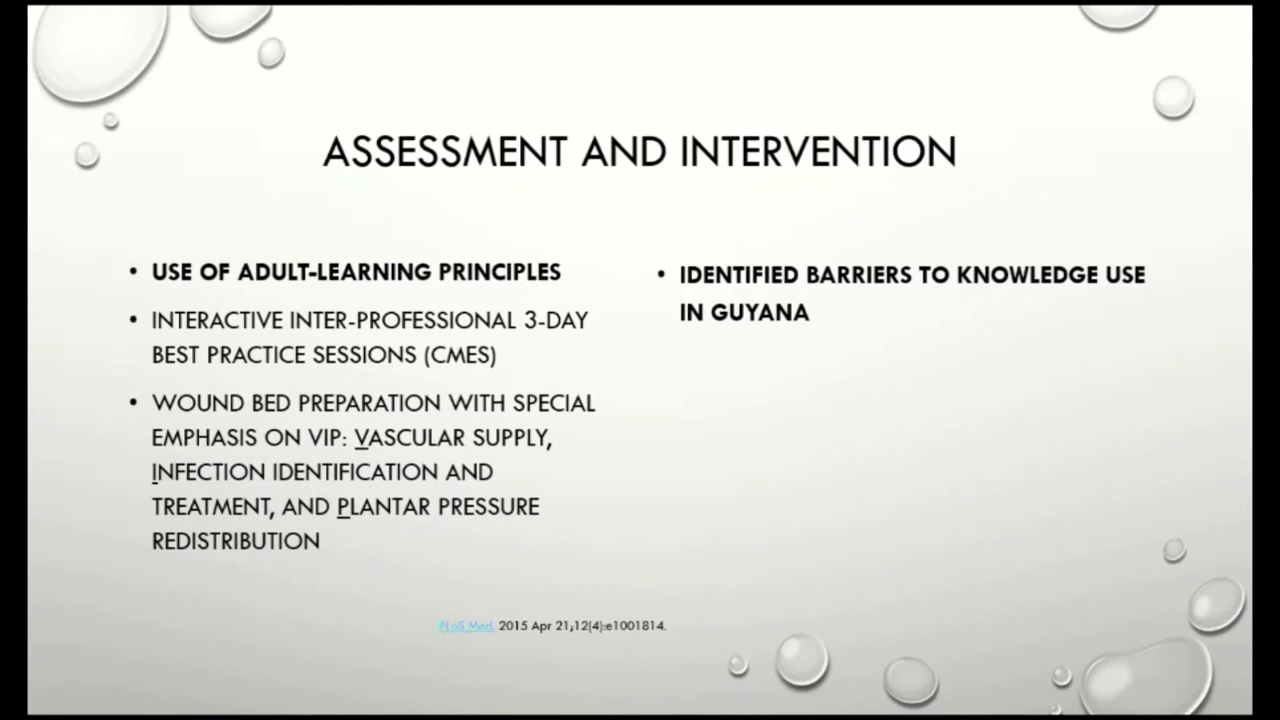 ASSESSMENT AND INTERVENTION
• USE OF ADULT-LEARNING PRINCIPLES
• INTERACTIVE INTER-PROFESSIONAL 3-DAY
BEST PRACTICE SESSIONS (CMES)
• WOUND BED PREPARATION WITH SPECIAL
EMPHASIS ON VIP: VASCULAR SUPPLY,
INFECTION IDENTIFICATION AND
TREATMENT, AND PLANTAR PRESSURE
REDISTRIBUTION
• IDENTIFIED BARRIERS TO KNOWLEDGE USE
IN GUYANA
PLoS Med. 2015 Apr 21;12(4):e1001814.